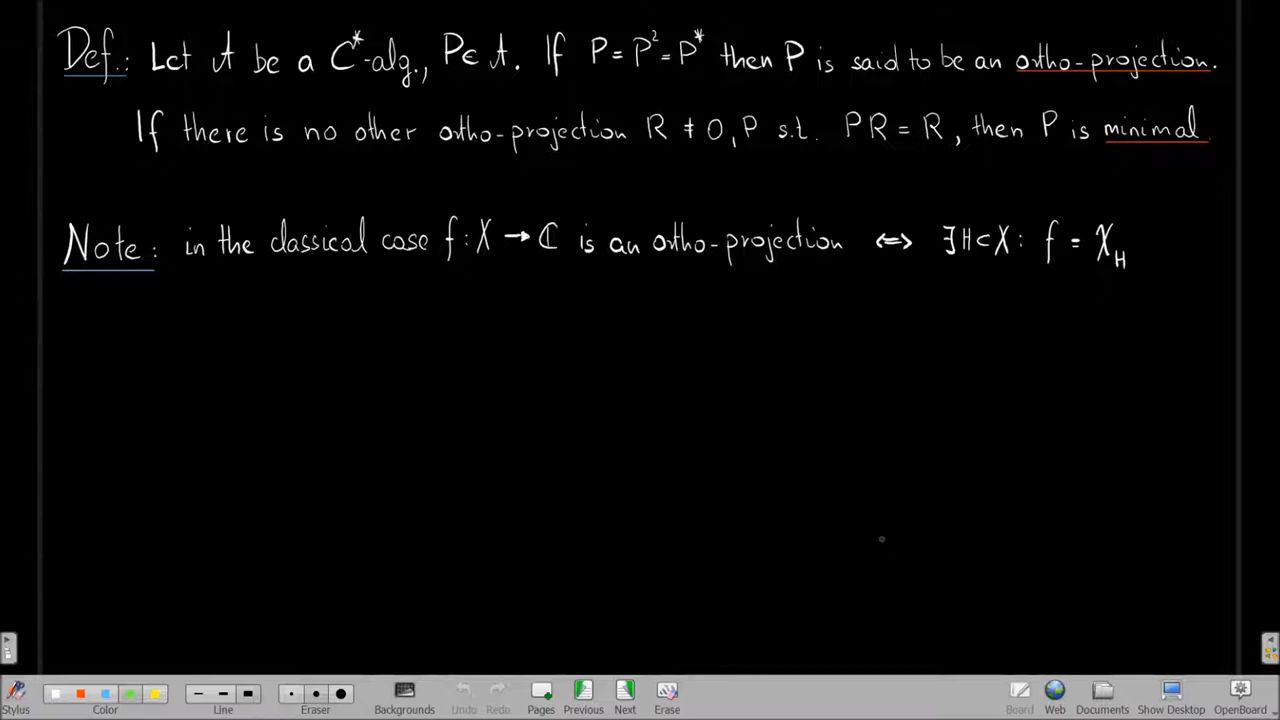 Def.: Let A be a C*-alg., P∈A. If P = P² = P* then P is said to be an ortho-projection.
If there is no other ortho-projection R ≠ 0, P s.t. PR = R, then P is minimal.
Note: in the classical case f: X → ℂ is an ortho-projection ⇔ ∃H⊂X: f = χ_H
Stylus Color Line Eraser Backgrounds Undo Redo Pages Previous Next Erase Board Web Documents Show Desktop OpenBoard